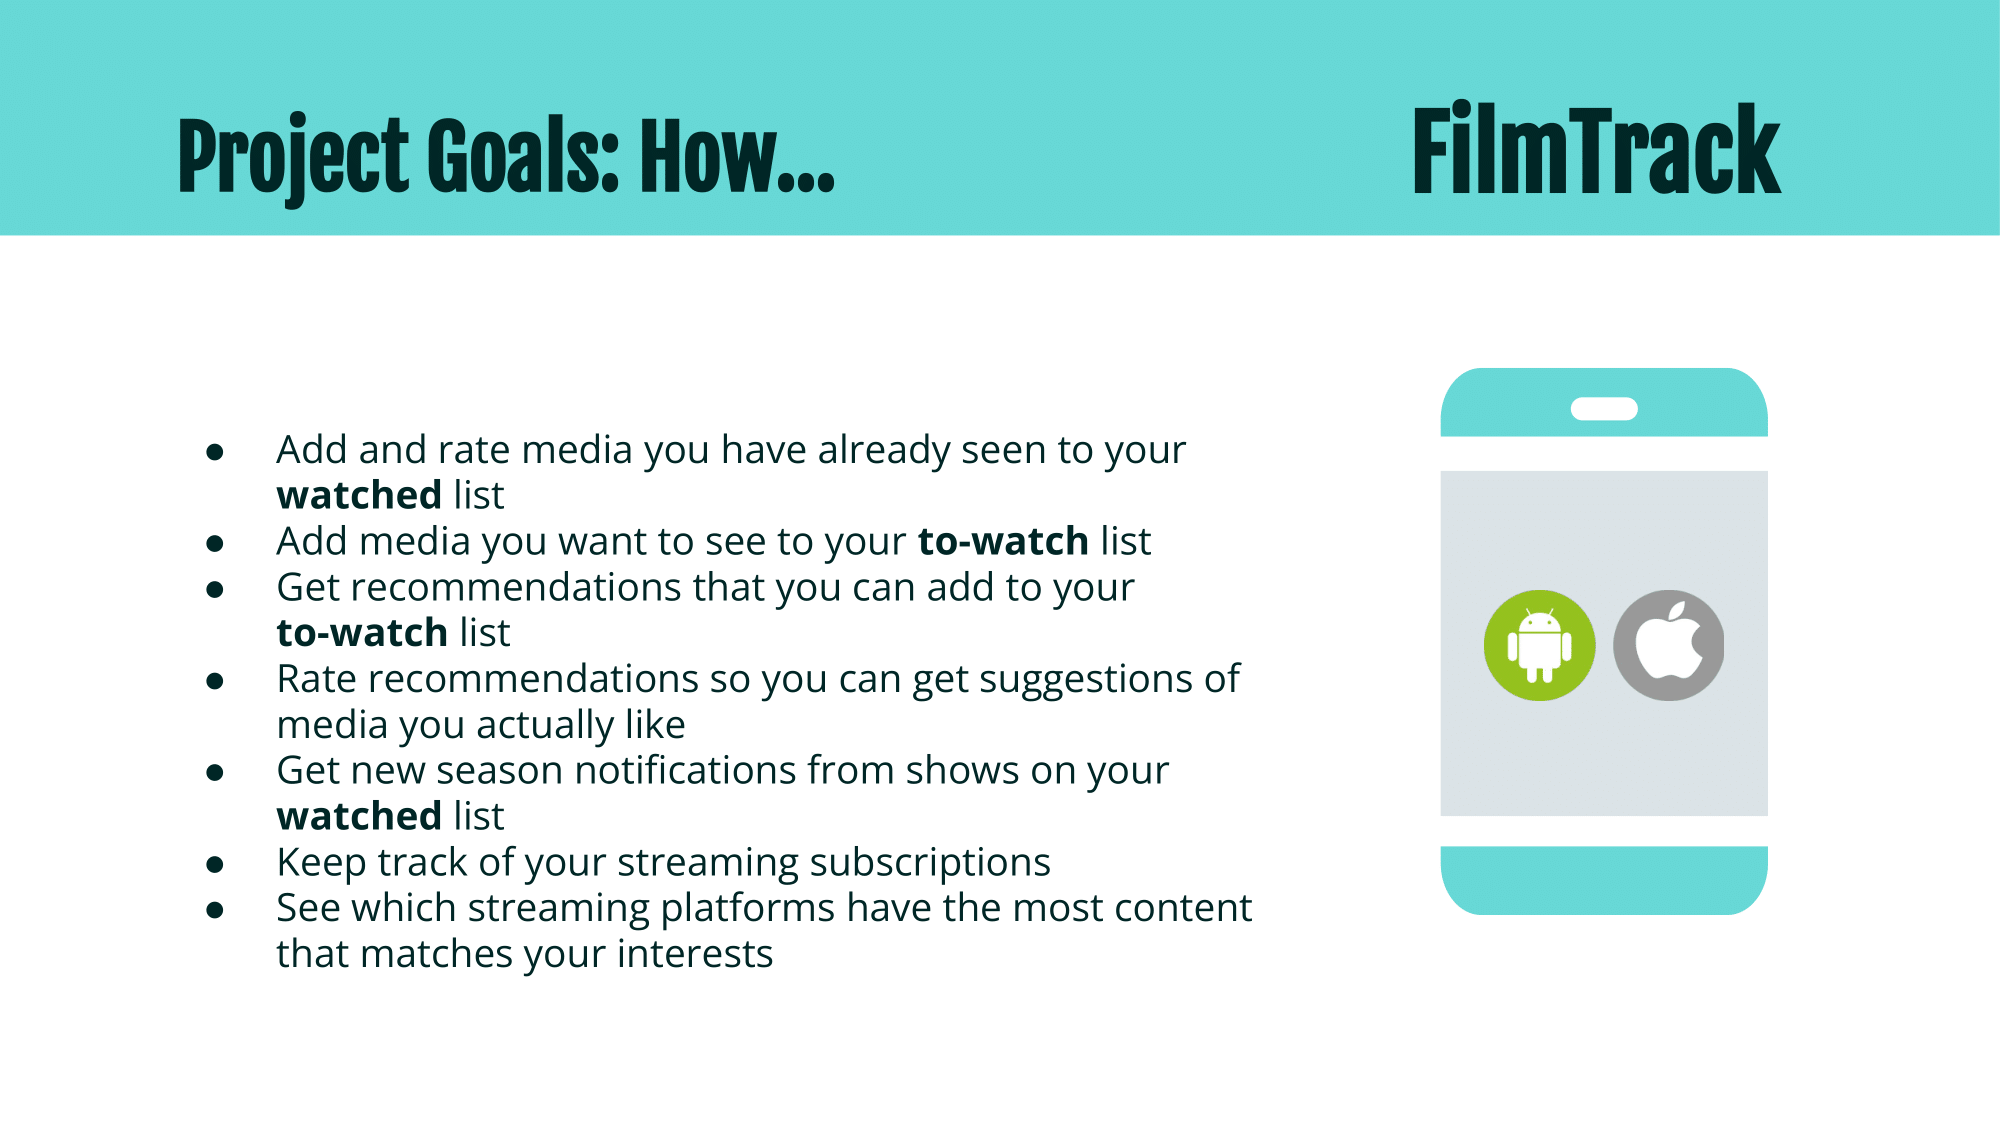 Project Goals: How...
FilmTrack
● Add and rate media you have already seen to your
watched list
● Add media you want to see to your to-watch list
● Get recommendations that you can add to your
to-watch list
● Rate recommendations so you can get suggestions of
media you actually like
● Get new season notifications from shows on your
watched list
● Keep track of your streaming subscriptions
● See which streaming platforms have the most content
that matches your interests